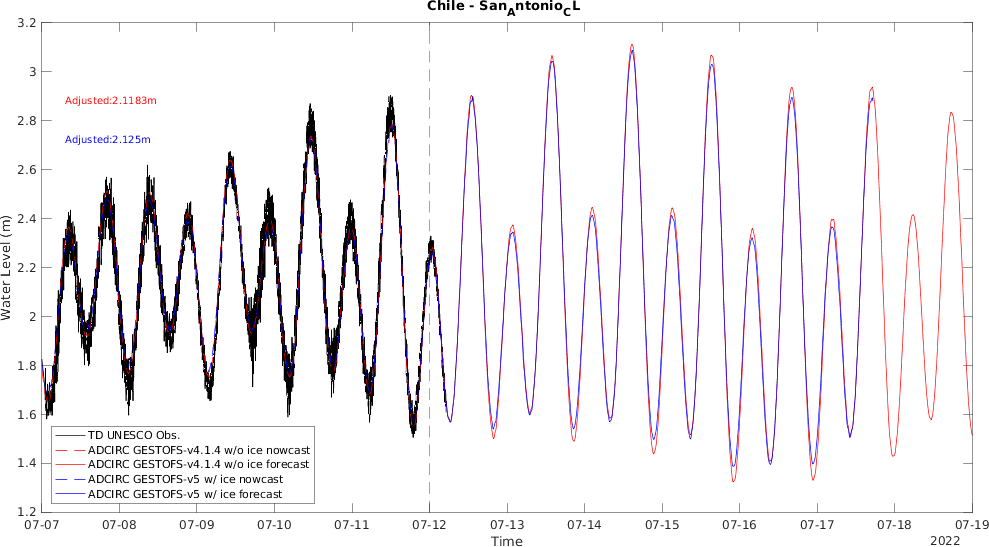 Chile - SanAntonioCL
3.2
3
2.8
2.6
2.4
2.2
2
1.8
1.6
1.4
1.2
Water Level (m)
Adjusted:2.1183m
Adjusted:2.125m
TD UNESCO Obs.
ADCIRC GESTOFS-v4.1.4 w/o ice nowcast
ADCIRC GESTOFS-v4.1.4 w/o ice forecast
ADCIRC GESTOFS-v5 w/ ice nowcast
ADCIRC GESTOFS-v5 w/ ice forecast
07-07 07-08 07-09 07-10 07-11 07-12 07-13 07-14 07-15 07-16 07-17 07-18 07-19
Time
2022